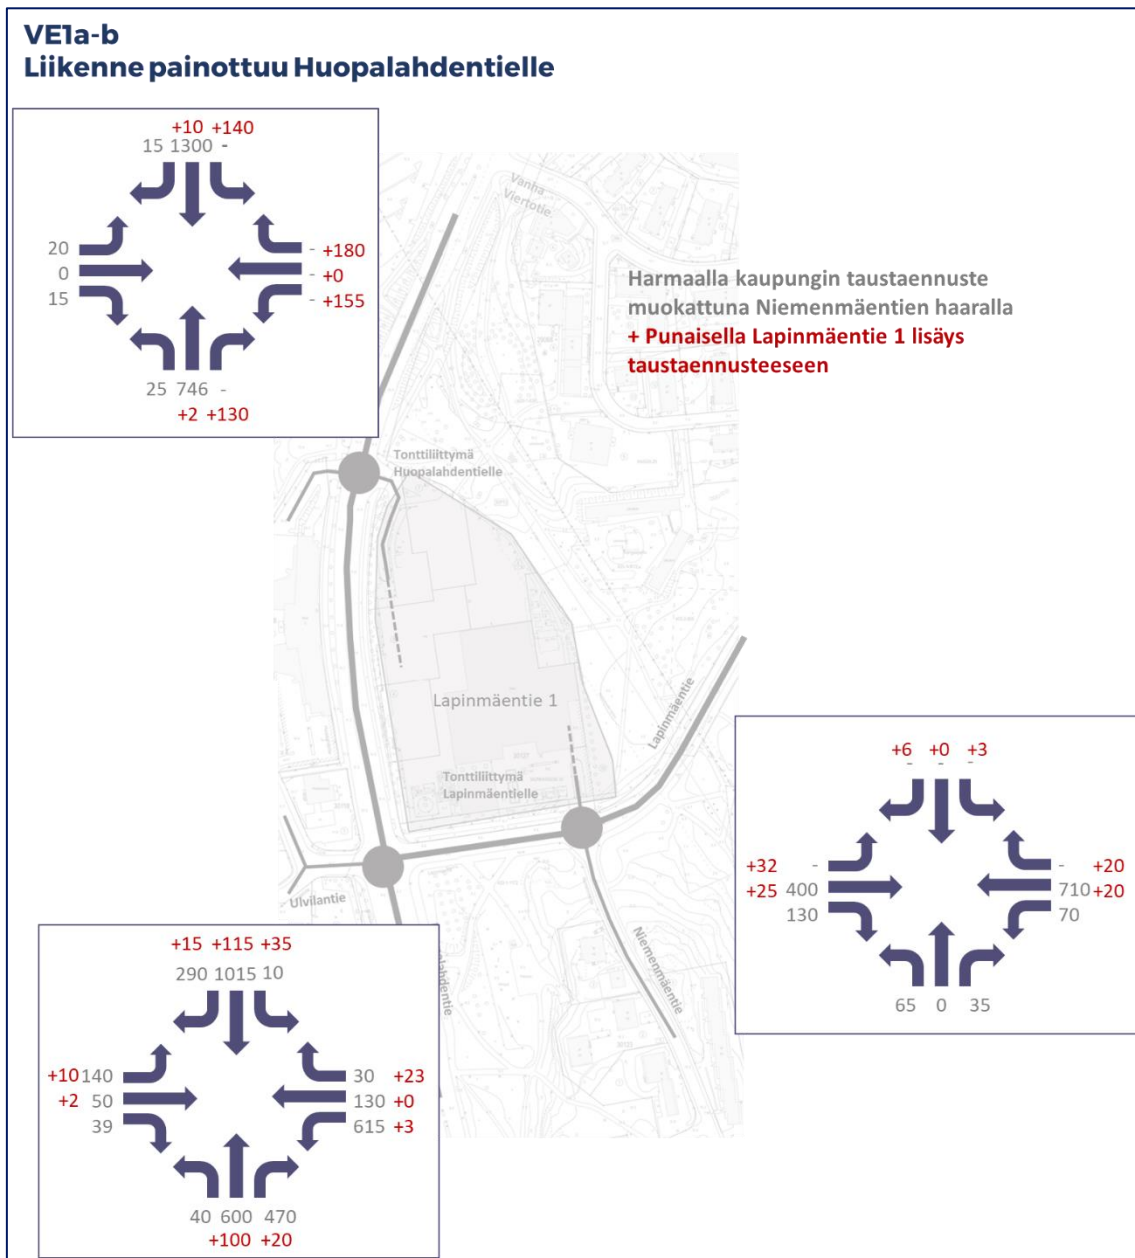 VE1a-b
Liikenne painottuu Huopalahdentielle
+10 +140
15 1300 -
20
0
15
- +180
- +0
- +155
25 746 -
+2 +130
Vanha
Viertotie
Harmaalla kaupungin taustaennuste
muokattuna Niemenmäentien haaralla
+ Punaisella Lapinmäentie 1 lisäys
taustaennusteeseen
Tonttiliittymä
Huopalahdentielle
Lapinmäentie 1
Lapinmäentie
Tonttiliittymä
Lapinmäentielle
Ulvilantie
Niemenmäentie
+6 +0 +3
- - -
+32 -
+25 400
130
- +20
710 +20
70
65 0 35
+15 +115 +35
290 1015 10
+10 140
+2 50
39
30 +23
130 +0
615 +3
40 600 470
+100 +20